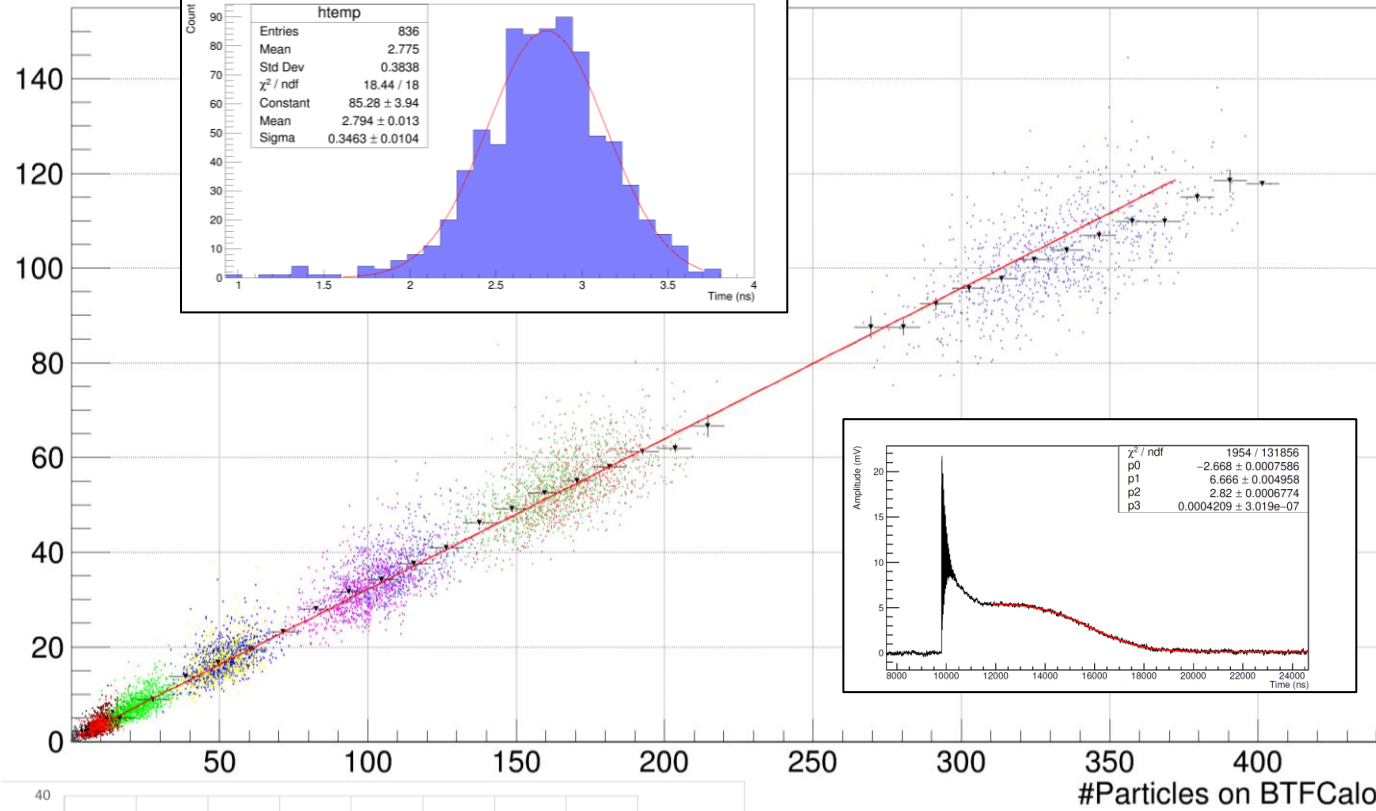 htemp
Entries 836
Mean 2.775
Std Dev 0.3838
χ² / ndf 18.44 / 18
Constant 85.28 ± 3.94
Mean 2.794 ± 0.013
Sigma 0.3463 ± 0.0104
Count
90
80
70
60
50
40
30
20
10
0
1 1.5 2 2.5 3 3.5 4
Time (ns)
140
120
100
80
60
40
20
0
χ² / ndf 1954 / 131856
p0 −2.668 ± 0.0007586
p1 6.666 ± 0.004958
p2 2.82 ± 0.0006774
p3 0.0004209 ± 3.019e−07
Amplitude (mV)
20
15
10
5
0
8000 10000 12000 14000 16000 18000 20000 22000 24000
Time (ns)
50 100 150 200 250 300 350 400
#Particles on BTFCalo
40